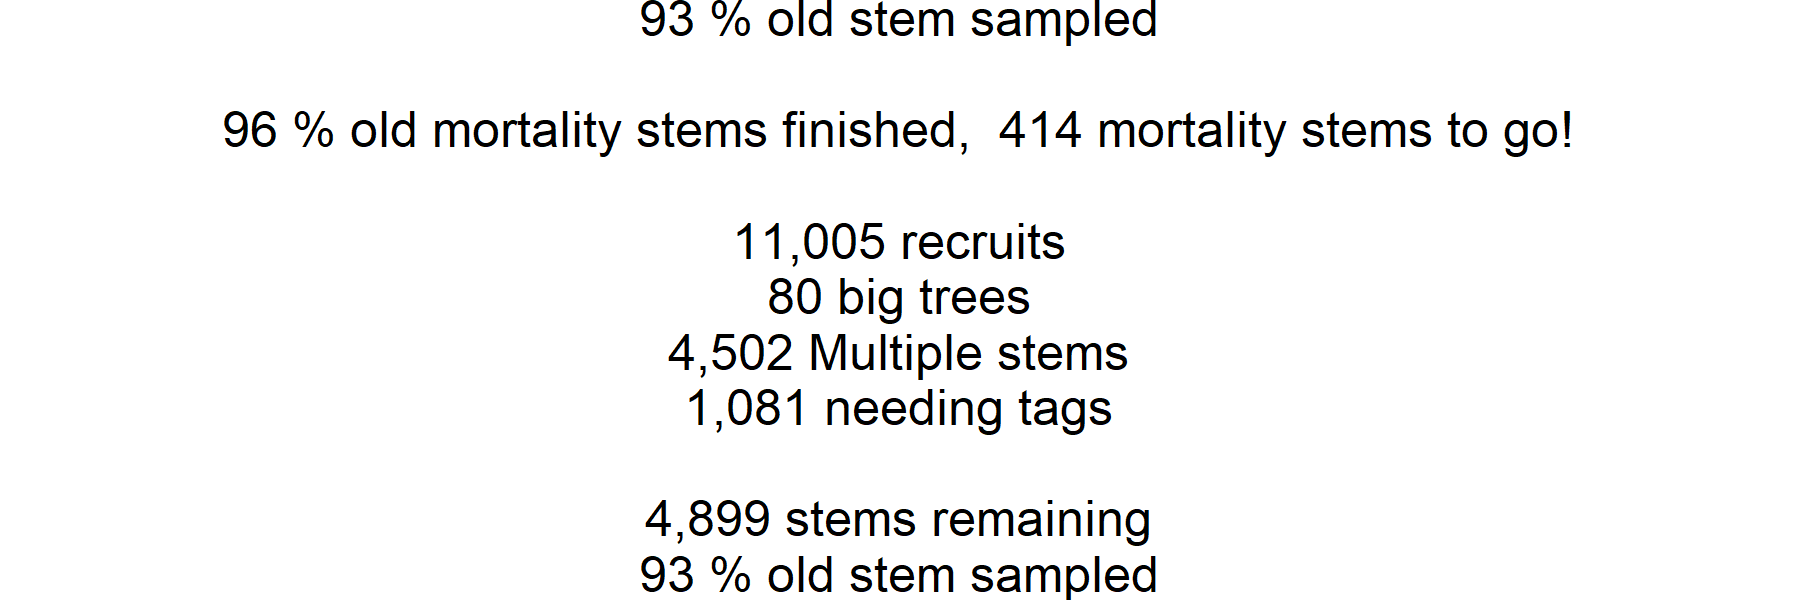 93 % old stem sampled
96 % old mortality stems finished,  414 mortality stems to go!
11,005 recruits
80 big trees
4,502 Multiple stems
1,081 needing tags
4,899 stems remaining
93 % old stem sampled